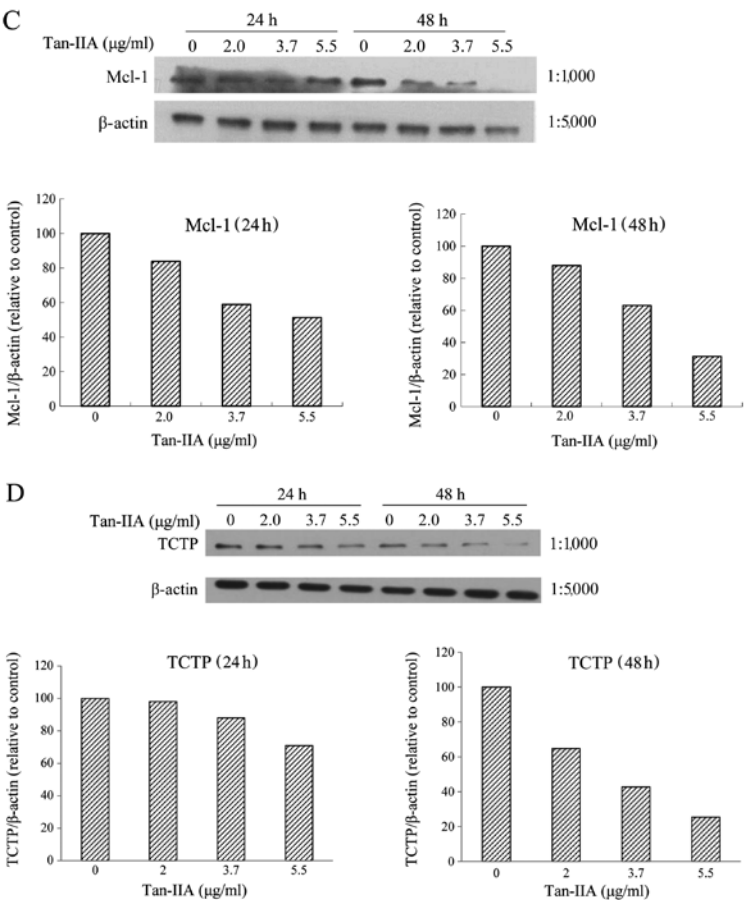 C
24 h 48 h
Tan-IIA (μg/ml) 0 2.0 3.7 5.5 0 2.0 3.7 5.5
Mcl-1 1:1,000
β-actin 1:5,000
Mcl-1 (24 h)
Mcl-1/β-actin (relative to control)
120
100
80
60
40
20
0
0 2.0 3.7 5.5
Tan-IIA (μg/ml)
Mcl-1 (48 h)
Mcl-1/β-actin (relative to control)
120
100
80
60
40
20
0
0 2.0 3.7 5.5
Tan-IIA (μg/ml)
D
24 h 48 h
Tan-IIA (μg/ml) 0 2.0 3.7 5.5 0 2.0 3.7 5.5
TCTP 1:1,000
β-actin 1:5,000
TCTP (24 h)
TCTP/β-actin (relative to control)
120
100
80
60
40
20
0
0 2 3.7 5.5
Tan-IIA (μg/ml)
TCTP (48 h)
TCTP/β-actin (relative to control)
120
100
80
60
40
20
0
0 2 3.7 5.5
Tan-IIA (μg/ml)